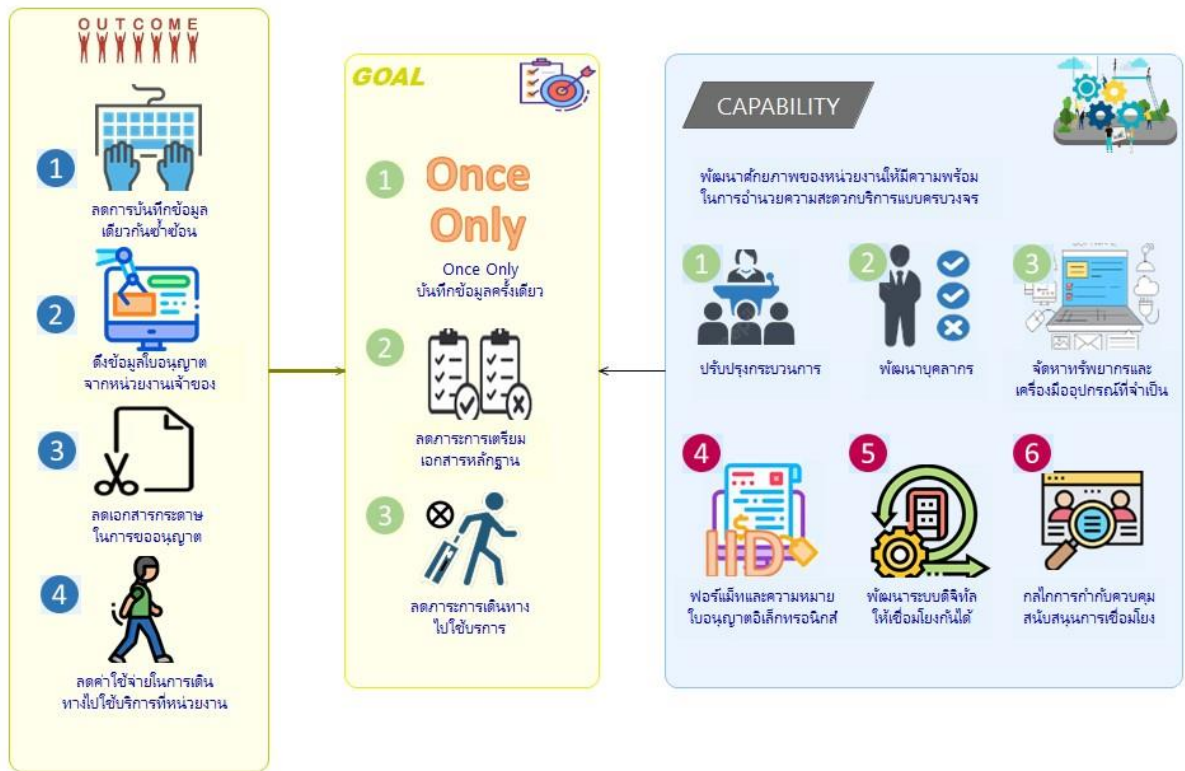 OUTCOME
1
ลดการบันทึกข้อมูล
เดียวกันซ้ำซ้อน
2
ดึงข้อมูลใบอนุญาต
จากหน่วยงานเจ้าของ
3
ลดเอกสารกระดาษ
ในการขออนุญาต
4
ลดค่าใช้จ่ายในการเดิน
ทางไปใช้บริการที่หน่วยงาน
GOAL
1
Once
Only
Once Only
บันทึกข้อมูลครั้งเดียว
2
ลดภาระการเตรียม
เอกสารหลักฐาน
3
ลดภาระการเดินทาง
ไปใช้บรการ
CAPABILITY
พัฒนาศักยภาพของหน่วยงานให้มีความพร้อม
ในการอำนวยความสะดวกบริการแบบครบวงจร
1
ปรับปรุงกระบวนการ
2
พัฒนาบุคลากร
3
จัดหาทรัพยากรและ
เครื่องมืออุปกรณ์ที่จำเป็น
4
ฟอร์แม็ทและความหมาย
ใบอนุญาตอิเล็กทรอนิกส์
5
พัฒนาระบบดิจิทัล
ให้เชื่อมโยงกันได้
6
กลไกการกำกับควบคุม
สนับสนุนการเชื่อมโยง